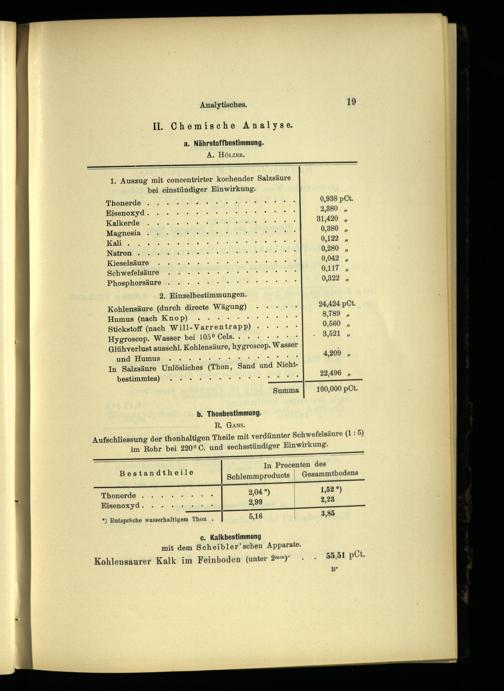 Analytisches. 19
II. Chemische Analyse.
a. Nährstoffbestimmung.
A. HÖLZER.
1. Auszug mit concentrirter kochender Salzsäure
bei einstündiger Einwirkung.
Thonerde . . . . . . . . . . . . . . . 0,938 pCt.
Eisenoxyd . . . . . . . . . . . . . . 2,380 „
Kalkerde . . . . . . . . . . . . . . . 31,420 „
Magnesia . . . . . . . . . . . . . . . 0,380 „
Kali . . . . . . . . . . . . . . . . . 0,122 „
Natron . . . . . . . . . . . . . . . . 0,280 „
Kieselsäure . . . . . . . . . . . . . 0,042 „
Schwefelsäure . . . . . . . . . . . . 0,117 „
Phosphorsäure . . . . . . . . . . . . 0,322 „
2. Einzelbestimmungen.
Kohlensäure (durch directe Wägung) . . . . 24,424 pCt.
Humus (nach Knop) . . . . . . . . . . 8,789 „
Stickstoff (nach Will-Varrentrapp) . . . . 0,560 „
Hygroscop. Wasser bei 105° Cels. . . . . . 3,521 „
Glühverlust ausschl. Kohlensäure, hygroscop. Wasser
und Humus . . . . . . . . . . . . . 4,209 „
In Salzsäure Unlösliches (Thon, Sand und Nicht-
bestimmtes) . . . . . . . . . . . . 22,496 „
Summa 100,000 pCt.
b. Thonbestimmung.
R. GANS.
Aufschliessung der thonhaltigen Theile mit verdünnter Schwefelsäure (1 : 5)
im Rohr bei 220° C. und sechsstündiger Einwirkung.
In Procenten des
Bestandtheile Schlemmproducts Gesammtbodens
Thonerde . . . . . . . . 2,04 *) 1,52 *)
Eisenoxyd . . . . . . . . 2,99 2,23
*) Entspräche wasserhaltigem Thon . 5,16 3,85
c. Kalkbestimmung
mit dem Scheibler'schen Apparate.
Kohlensaurer Kalk im Feinboden (unter 2mm) . . 55,51 pCt.
B*